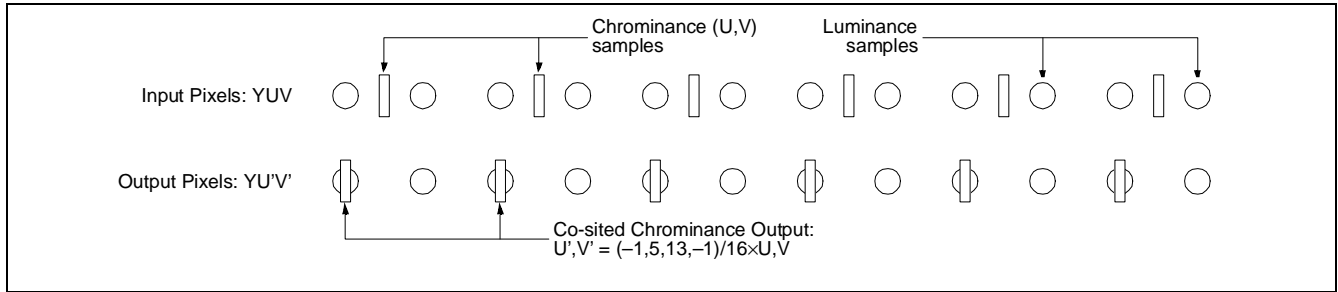 Chrominance (U,V)
samples
Luminance
samples
Input Pixels: YUV
Output Pixels: YU'V'
Co-sited Chrominance Output:
U',V' = (–1,5,13,–1)/16×U,V